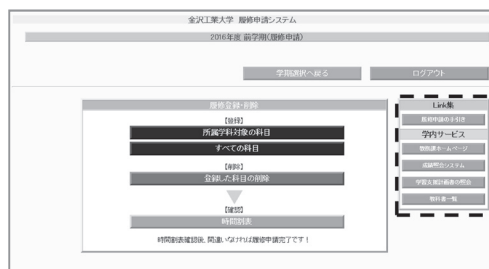 金沢工業大学 履修申請システム
2016年度 前学期(履修申請)
学期選択へ戻る
ログアウト
履修登録・削除
【登録】
所属学科対象の科目
すべての科目
【削除】
登録した科目の削除
【確認】
時間割表
時間割表確認後、間違いなければ履修申請完了です！
Link集
履修申請の手引き
学内サービス
教務課ホームページ
成績照会システム
学習支援計画書の照会
教科書一覧